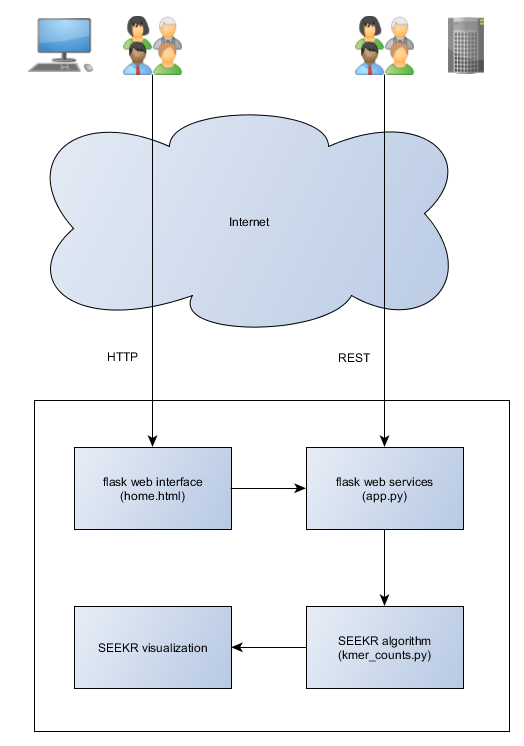 Internet
HTTP
REST
flask web interface
(home.html)
flask web services
(app.py)
SEEKR visualization
SEEKR algorithm
(kmer_counts.py)